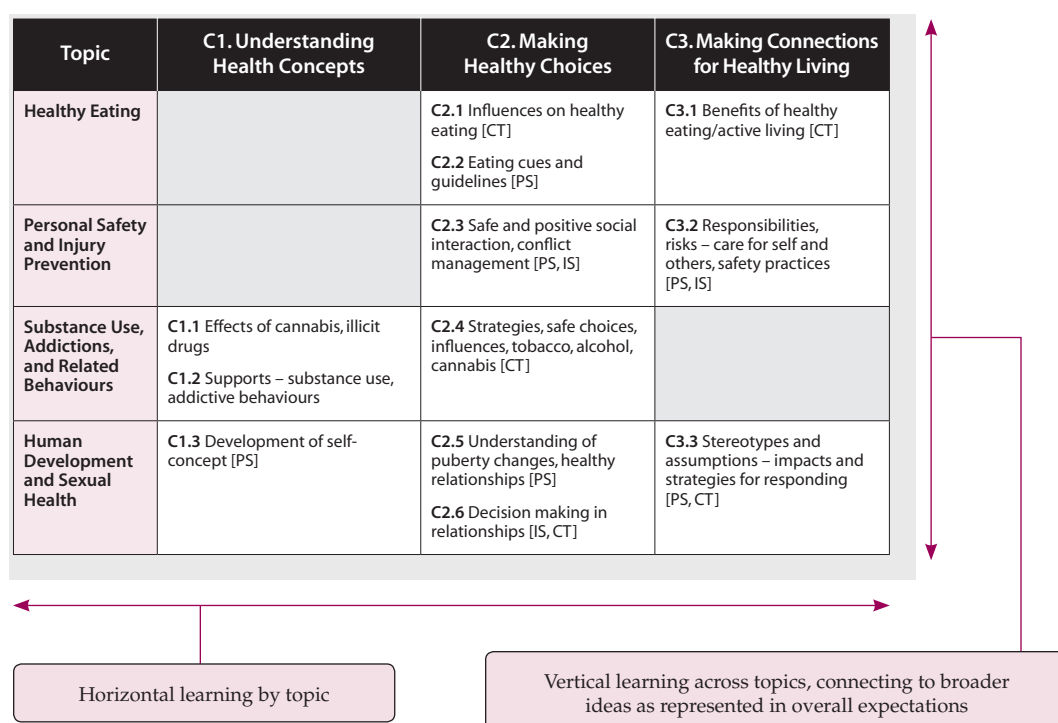 Topic
C1. Understanding
Health Concepts
C2. Making
Healthy Choices
C3. Making Connections
for Healthy Living
Healthy Eating
C2.1 Influences on healthy
eating [CT]
C2.2 Eating cues and
guidelines [PS]
C3.1 Benefits of healthy
eating/active living [CT]
Personal Safety
and Injury
Prevention
C2.3 Safe and positive social
interaction, conflict
management [PS, IS]
C3.2 Responsibilities,
risks – care for self and
others, safety practices
[PS, IS]
Substance Use,
Addictions,
and Related
Behaviours
C1.1 Effects of cannabis, illicit
drugs
C1.2 Supports – substance use,
addictive behaviours
C2.4 Strategies, safe choices,
influences, tobacco, alcohol,
cannabis [CT]
Human
Development
and Sexual
Health
C1.3 Development of self-
concept [PS]
C2.5 Understanding of
puberty changes, healthy
relationships [PS]
C2.6 Decision making in
relationships [IS, CT]
C3.3 Stereotypes and
assumptions – impacts and
strategies for responding
[PS, CT]
Horizontal learning by topic
Vertical learning across topics, connecting to broader
ideas as represented in overall expectations